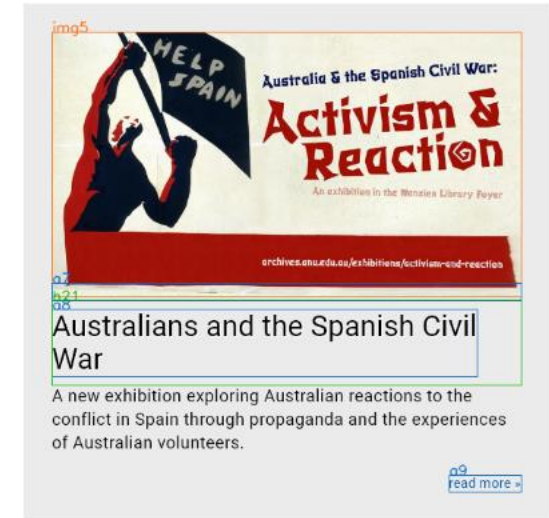 img5
HELP
SPAIN
Australia & the Spanish Civil War:
Activism &
Reaction
An exhibition in the Menzies Library Foyer
archives.anu.edu.au/exhibitions/activism-and-reaction
a7
h21
a8
Australians and the Spanish Civil
War
A new exhibition exploring Australian reactions to the
conflict in Spain through propaganda and the experiences
of Australian volunteers.
a9
read more »